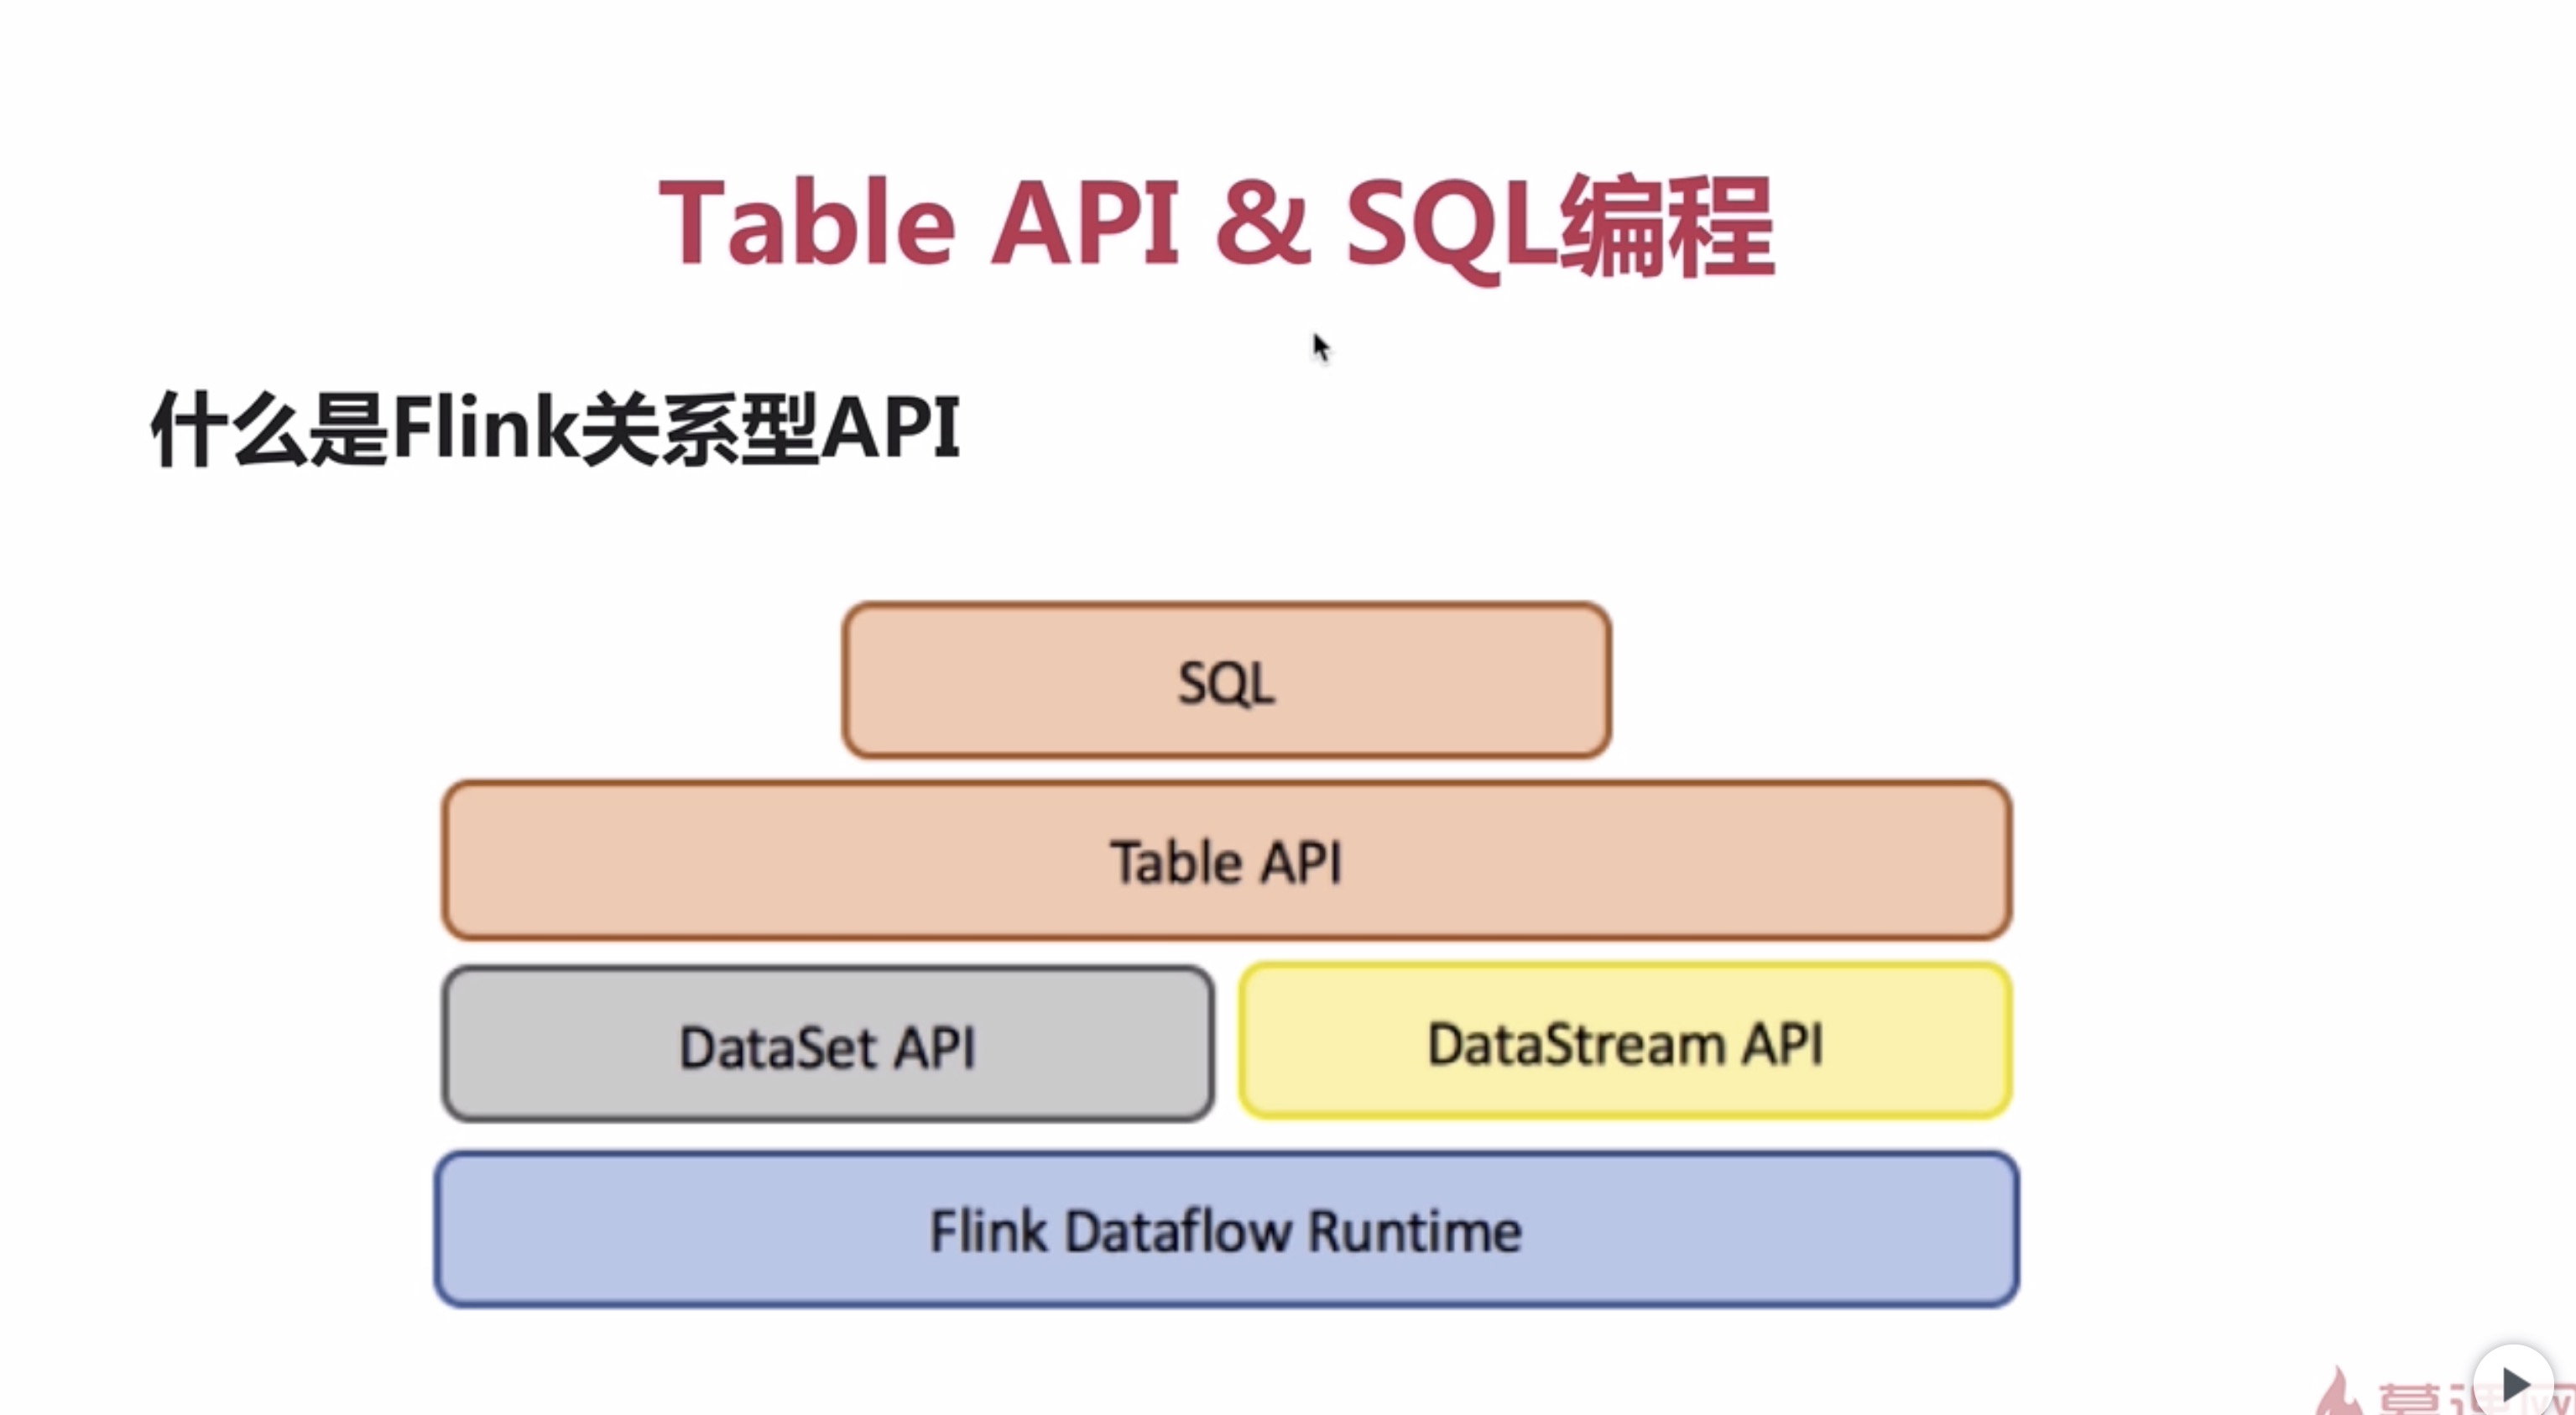 Table API & SQL编程
什么是Flink关系型API
SQL
Table API
DataSet API
DataStream API
Flink Dataflow Runtime